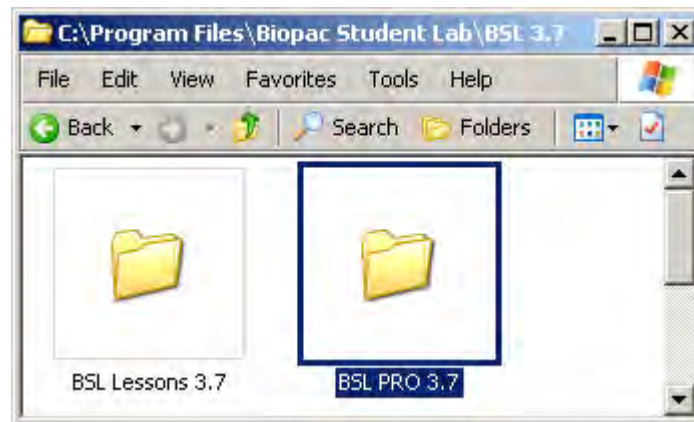 C:\Program Files\Biopac Student Lab\BSL 3.7
File Edit View Favorites Tools Help
Back Search Folders
BSL Lessons 3.7 BSL PRO 3.7